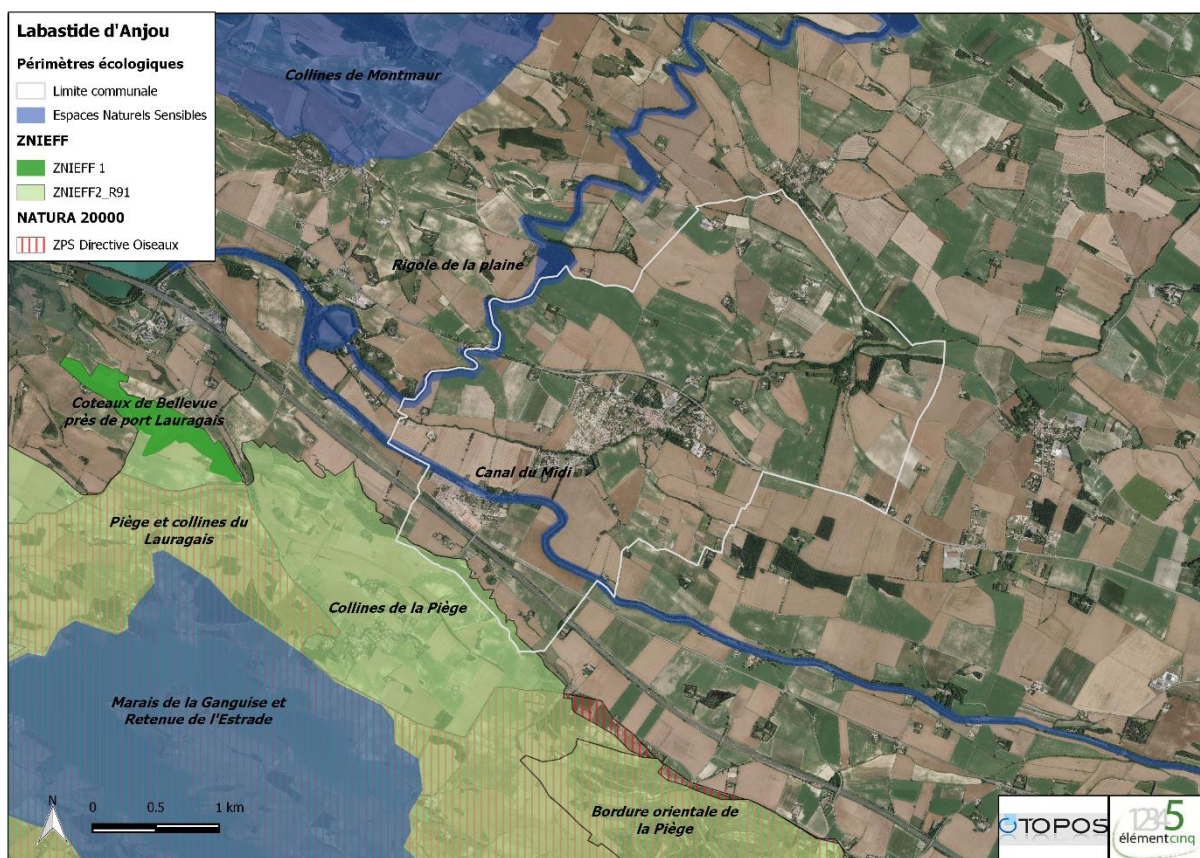 Labastide d'Anjou
Périmètres écologiques
Limite communale
Espaces Naturels Sensibles
ZNIEFF
ZNIEFF 1
ZNIEFF2_R91
NATURA 20000
ZPS Directive Oiseaux
Collines de Montmaur
Rigole de la plaine
Coteaux de Bellevue
près de port Lauragais
Canal du Midi
Piège et collines du
Lauragais
Collines de la Piège
Marais de la Ganguise et
Retenue de l'Estrade
Bordure orientale de
la Piège
N
0 0.5 1 km
OTOPOS
12345
élémentcinq